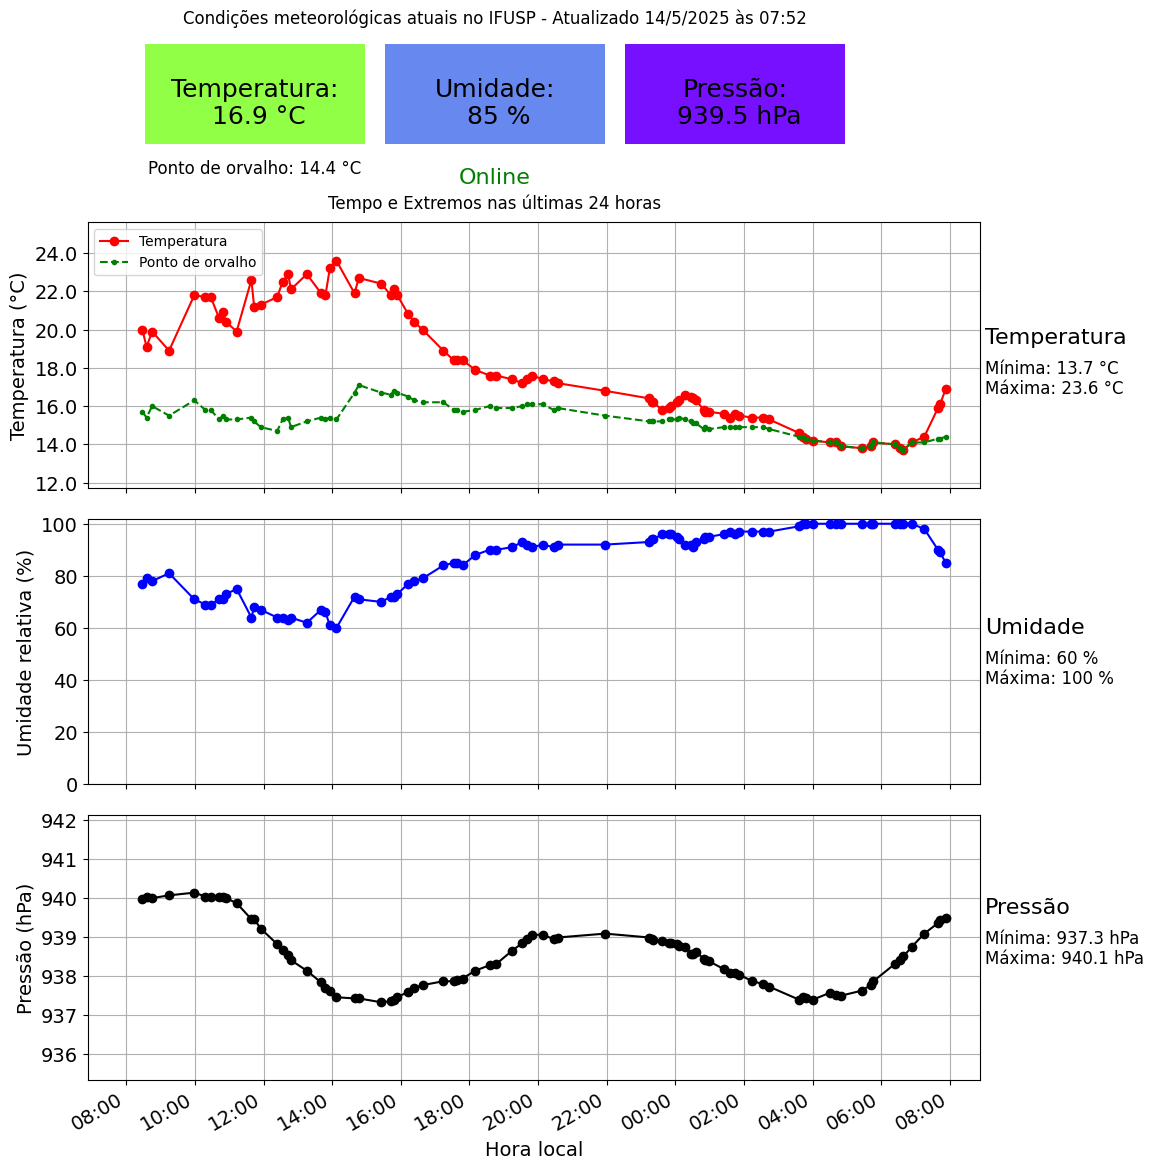 Condições meteorológicas atuais no IFUSP - Atualizado 14/5/2025 às 07:52
Temperatura:
16.9 °C
Umidade:
85 %
Pressão:
939.5 hPa
Ponto de orvalho: 14.4 °C
Online
Tempo e Extremos nas últimas 24 horas
Temperatura (°C)
24.0
22.0
20.0
18.0
16.0
14.0
12.0
Temperatura
Ponto de orvalho
Temperatura
Mínima: 13.7 °C
Máxima: 23.6 °C
Umidade relativa (%)
100
80
60
40
20
0
Umidade
Mínima: 60 %
Máxima: 100 %
Pressão (hPa)
942
941
940
939
938
937
936
Pressão
Mínima: 937.3 hPa
Máxima: 940.1 hPa
08:00
10:00
12:00
14:00
16:00
18:00
20:00
22:00
00:00
02:00
04:00
06:00
08:00
Hora local